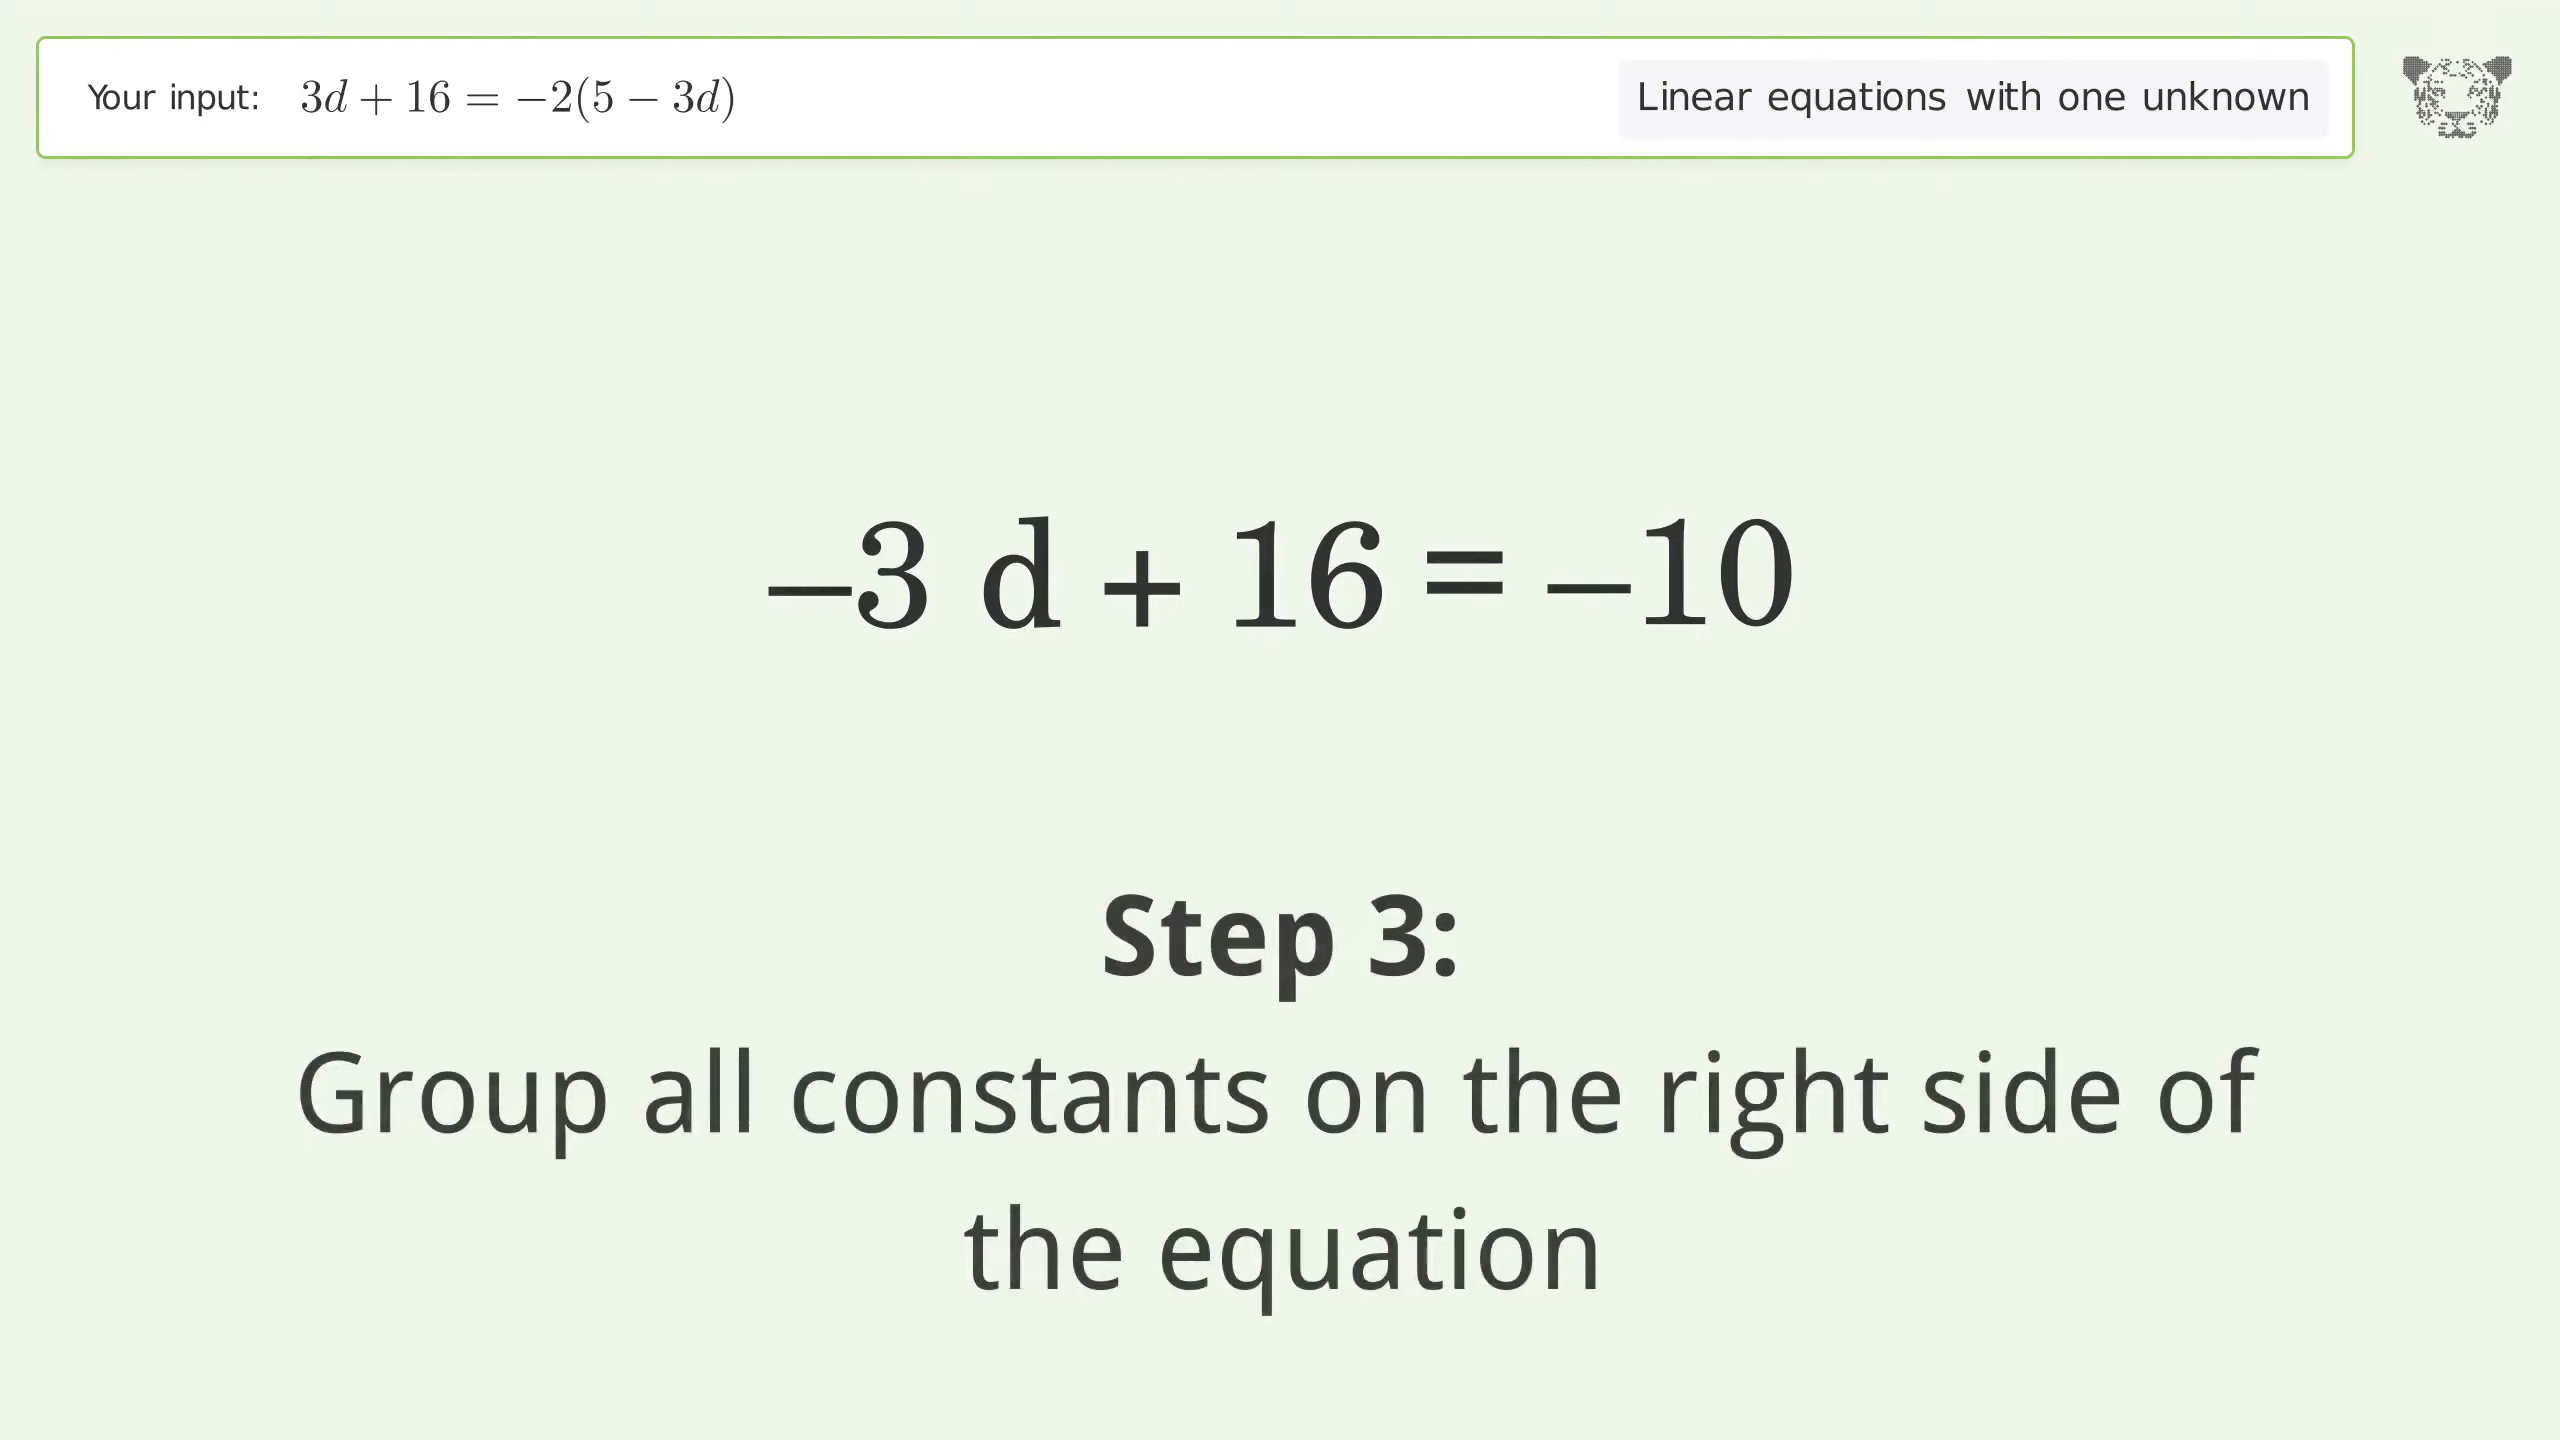 Your input: 3d + 16 = −2(5 − 3d)
Linear equations with one unknown
−3 d + 16 = −10
Step 3:
Group all constants on the right side of
the equation